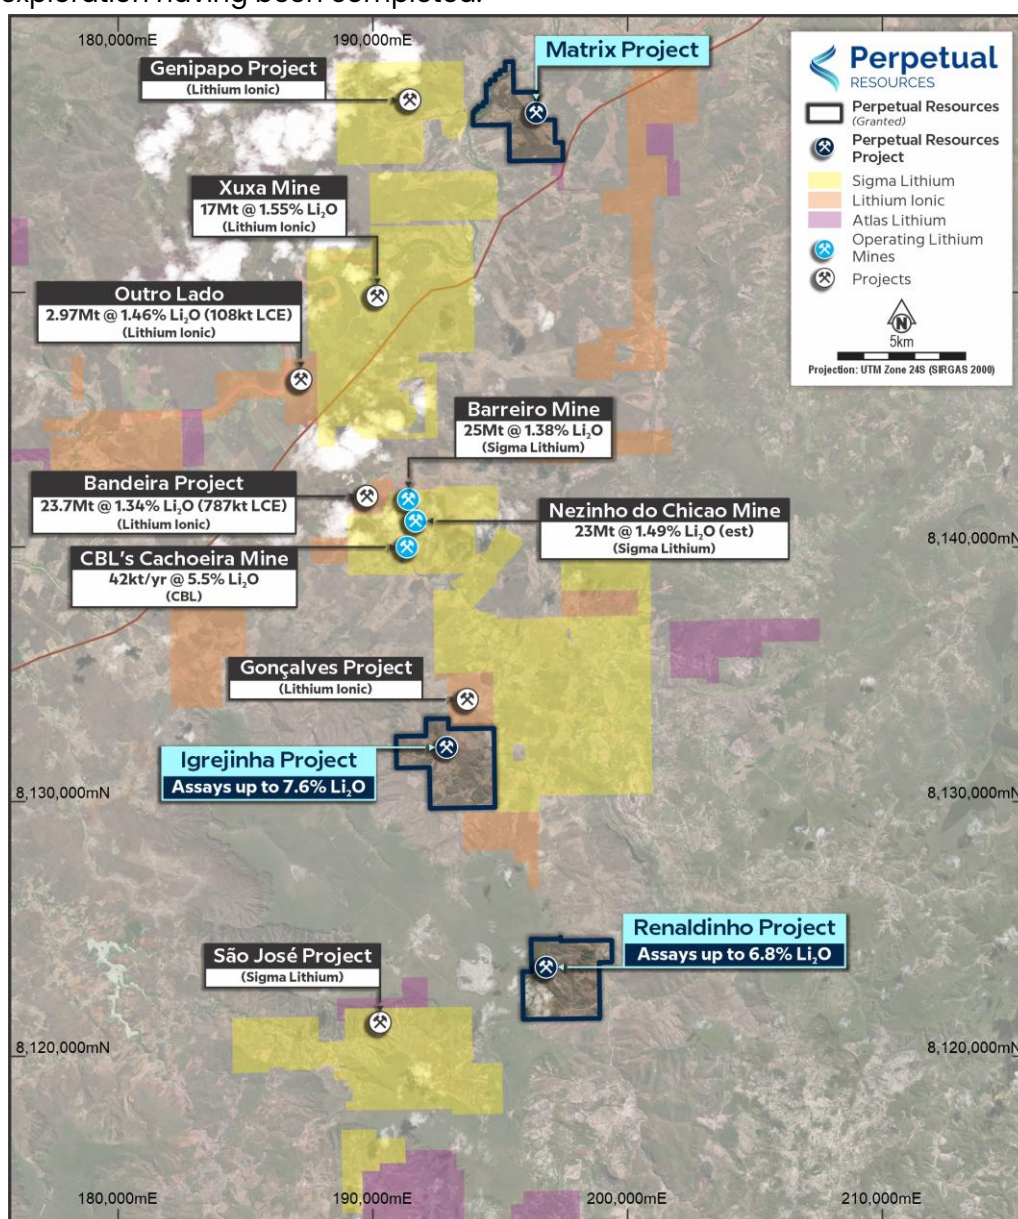 exploration having been completed.
180,000mE
190,000mE
Matrix Project
Genipapo Project
(Lithium Ionic)
Perpetual
RESOURCES
Perpetual Resources
(Granted)
Perpetual Resources
Project
Sigma Lithium
Lithium Ionic
Atlas Lithium
Operating Lithium
Mines
Projects
N
5km
Projection: UTM Zone 24S (SIRGAS 2000)
Xuxa Mine
17Mt @ 1.55% Li₂O
(Lithium Ionic)
Outro Lado
2.97Mt @ 1.46% Li₂O (108kt LCE)
(Lithium Ionic)
Barreiro Mine
25Mt @ 1.38% Li₂O
(Sigma Lithium)
Bandeira Project
23.7Mt @ 1.34% Li₂O (787kt LCE)
(Lithium Ionic)
Nezinho do Chicao Mine
23Mt @ 1.49% Li₂O (est)
(Sigma Lithium)
8,140,000mN
CBL's Cachoeira Mine
42kt/yr @ 5.5% Li₂O
(CBL)
Gonçalves Project
(Lithium Ionic)
Igrejinha Project
Assays up to 7.6% Li₂O
8,130,000mN
8,130,000mN
Renaldinho Project
Assays up to 6.8% Li₂O
São José Project
(Sigma Lithium)
8,120,000mN
8,120,000mN
180,000mE
190,000mE
200,000mE
210,000mE